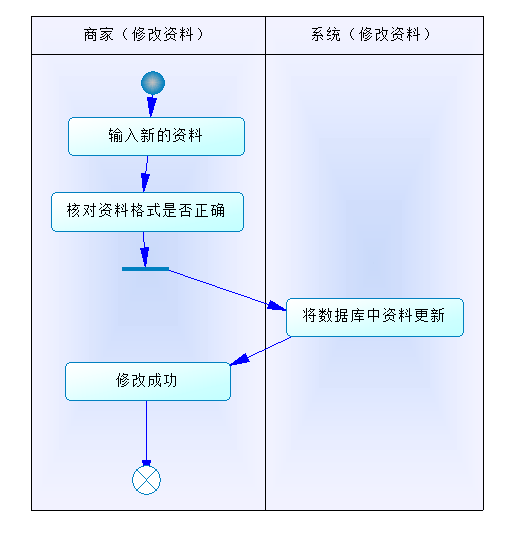 商家（修改资料）
系统（修改资料）
输入新的资料
核对资料格式是否正确
将数据库中资料更新
修改成功